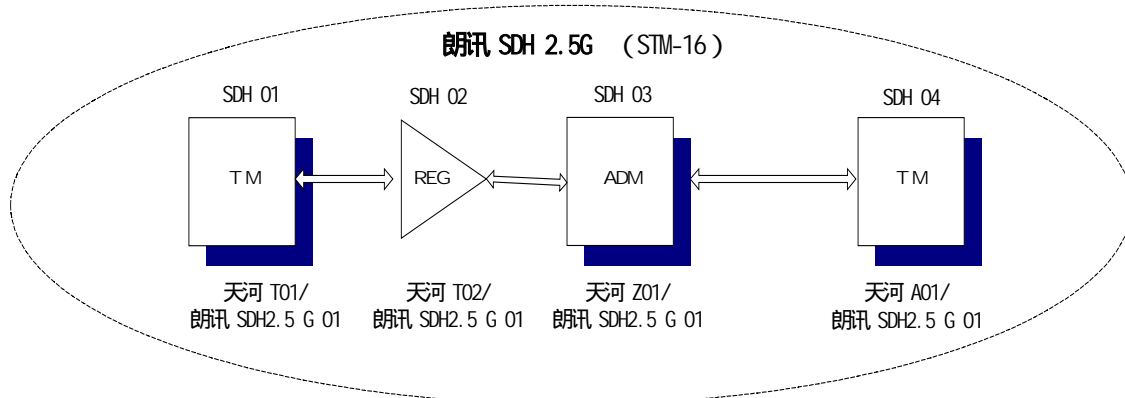 朗讯 SDH 2.5G （STM-16）
SDH 01
SDH 02
SDH 03
SDH 04
TM
REG
ADM
TM
天河 T01/
朗讯 SDH2.5 G 01
天河 T02/
朗讯 SDH2.5 G 01
天河 Z01/
朗讯 SDH2.5 G 01
天河 A01/
朗讯 SDH2.5 G 01